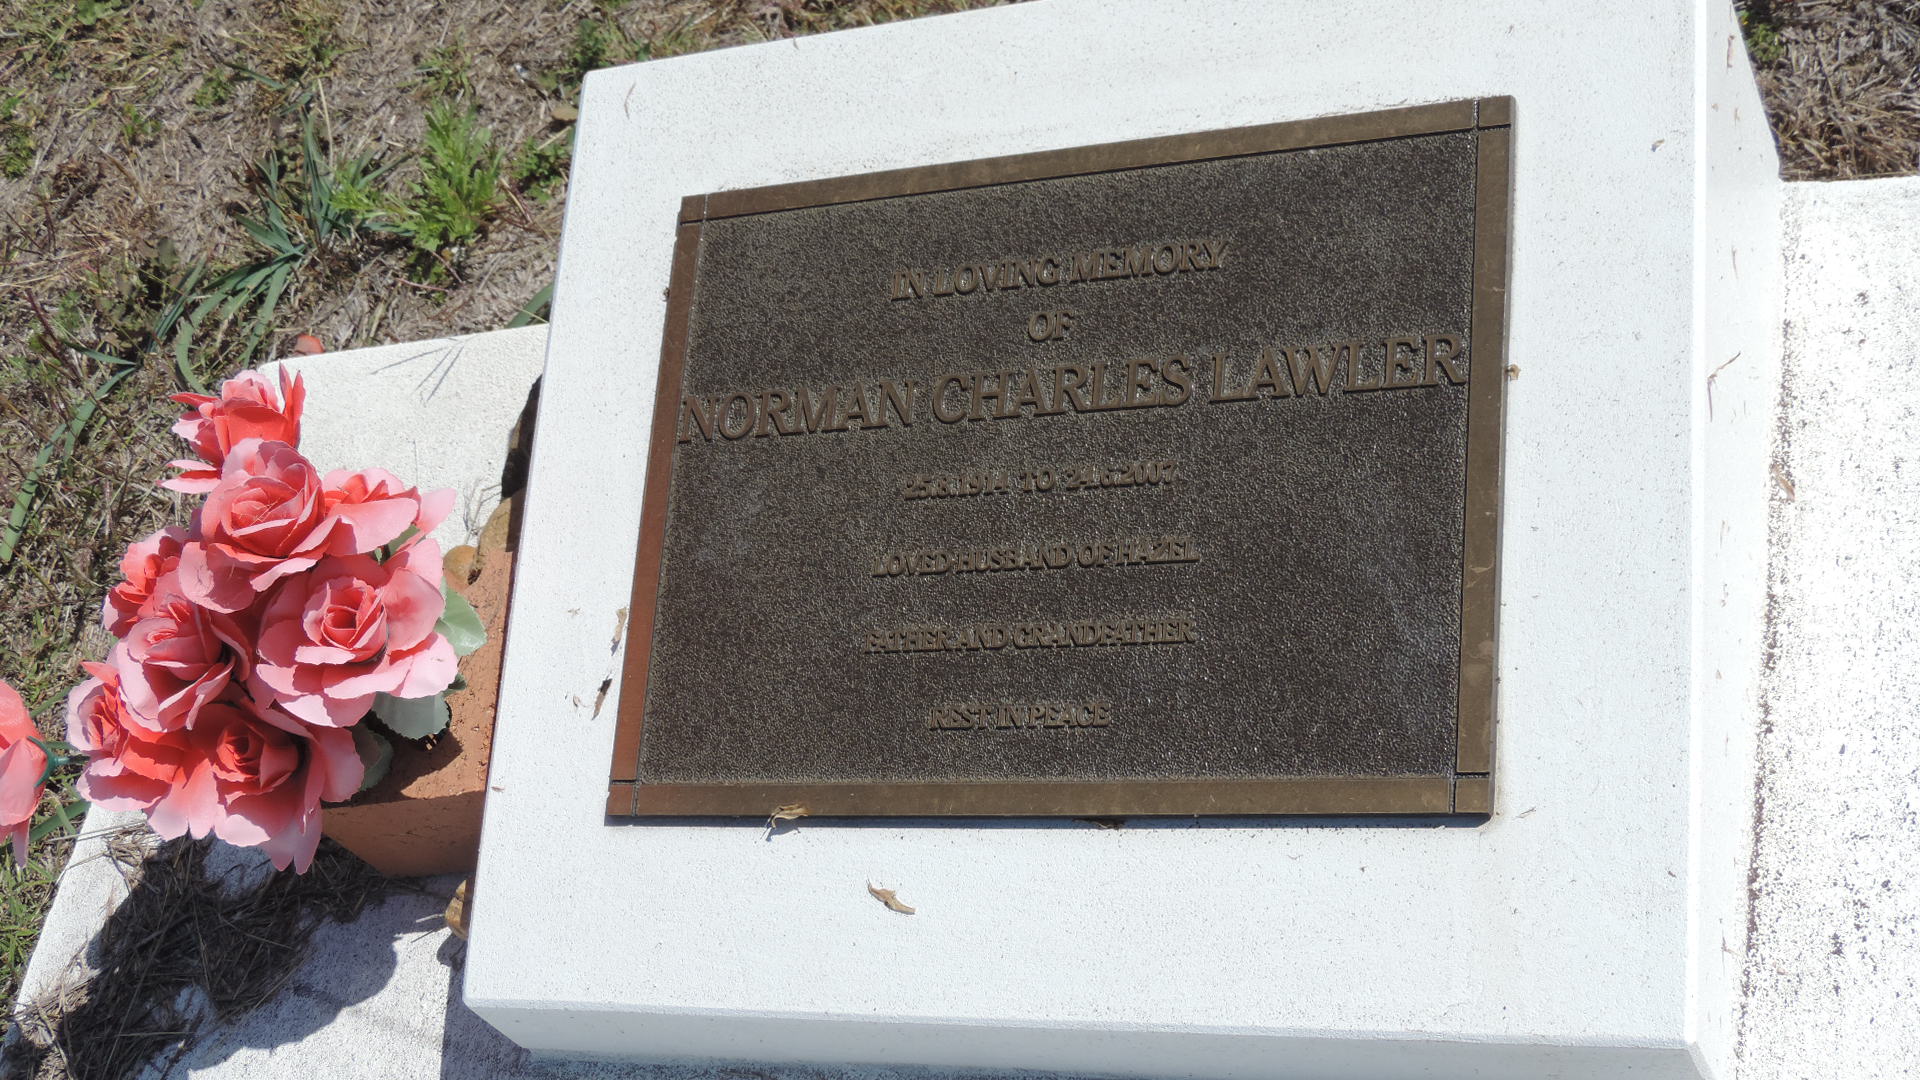 IN LOVING MEMORY
OF
NORMAN CHARLES LAWLER
25.8.1914 TO 24.6.2007
LOVED HUSBAND OF HAZEL
FATHER AND GRANDFATHER
REST IN PEACE